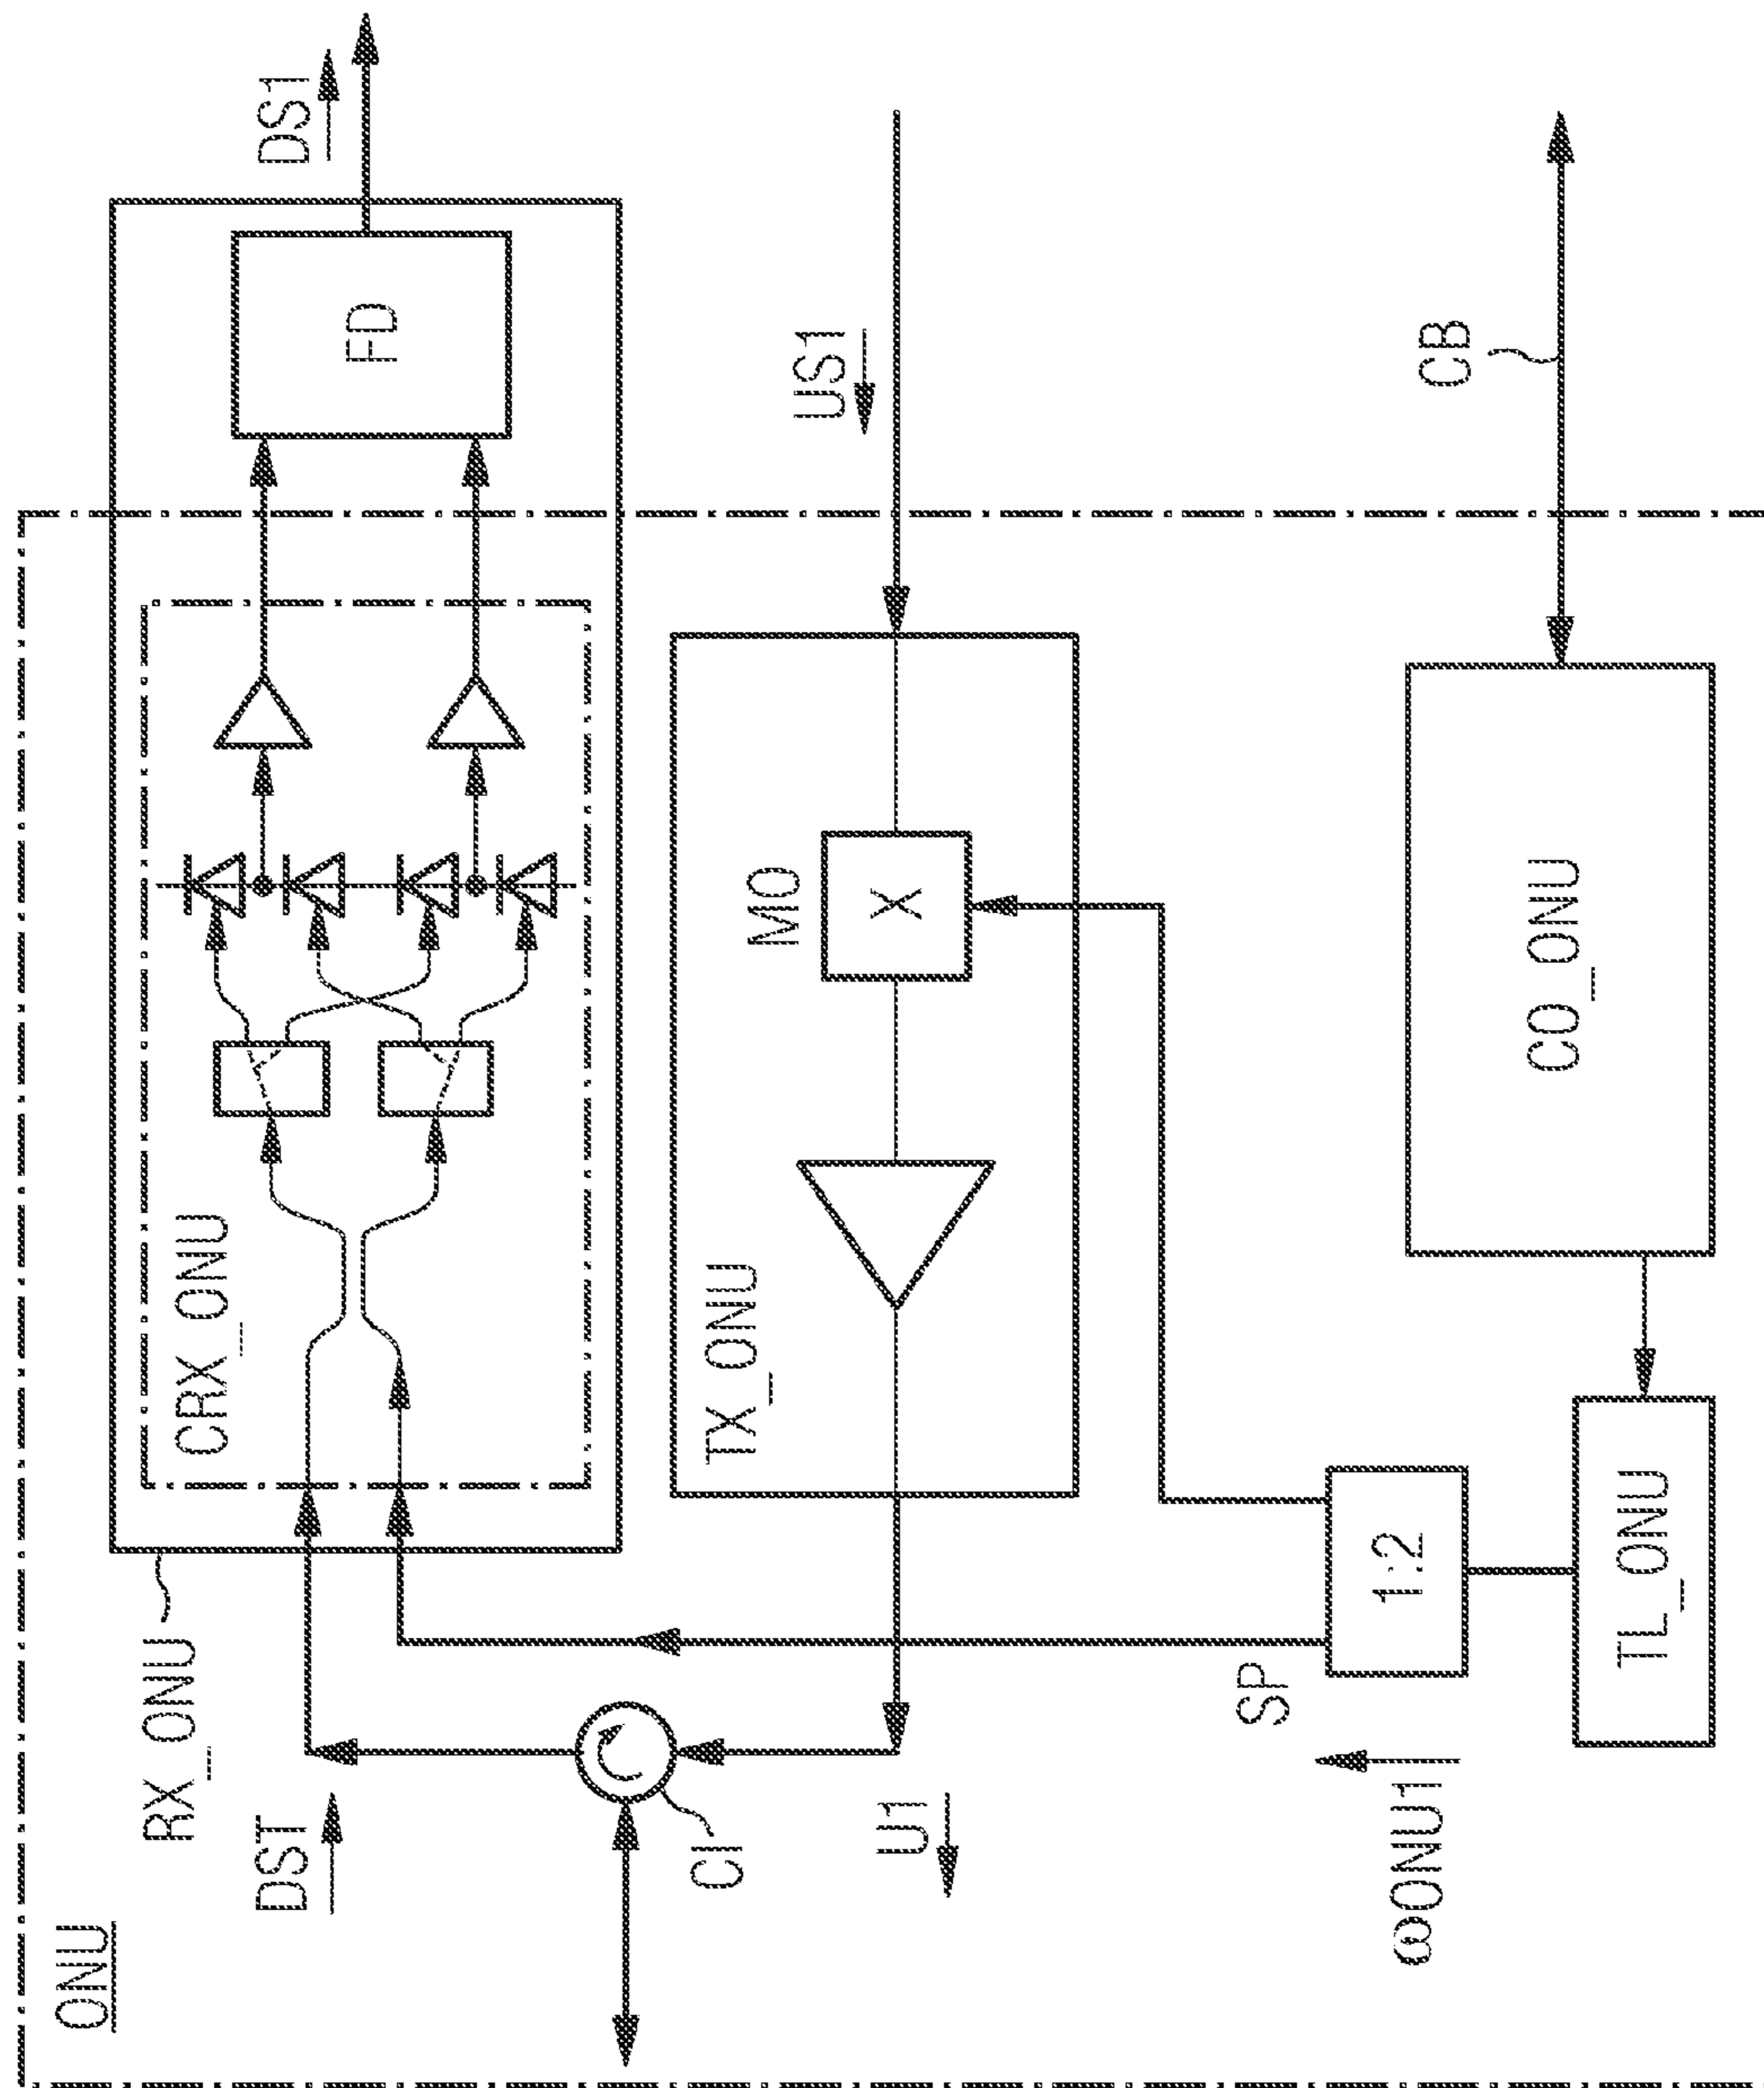 ONU
RX_ONU
CRX_ONU
FD
DS1
DST
CI
TX_ONU
MO
X
US1
U1
SP
1:2
ωONU1
TL_ONU
CO_ONU
CB